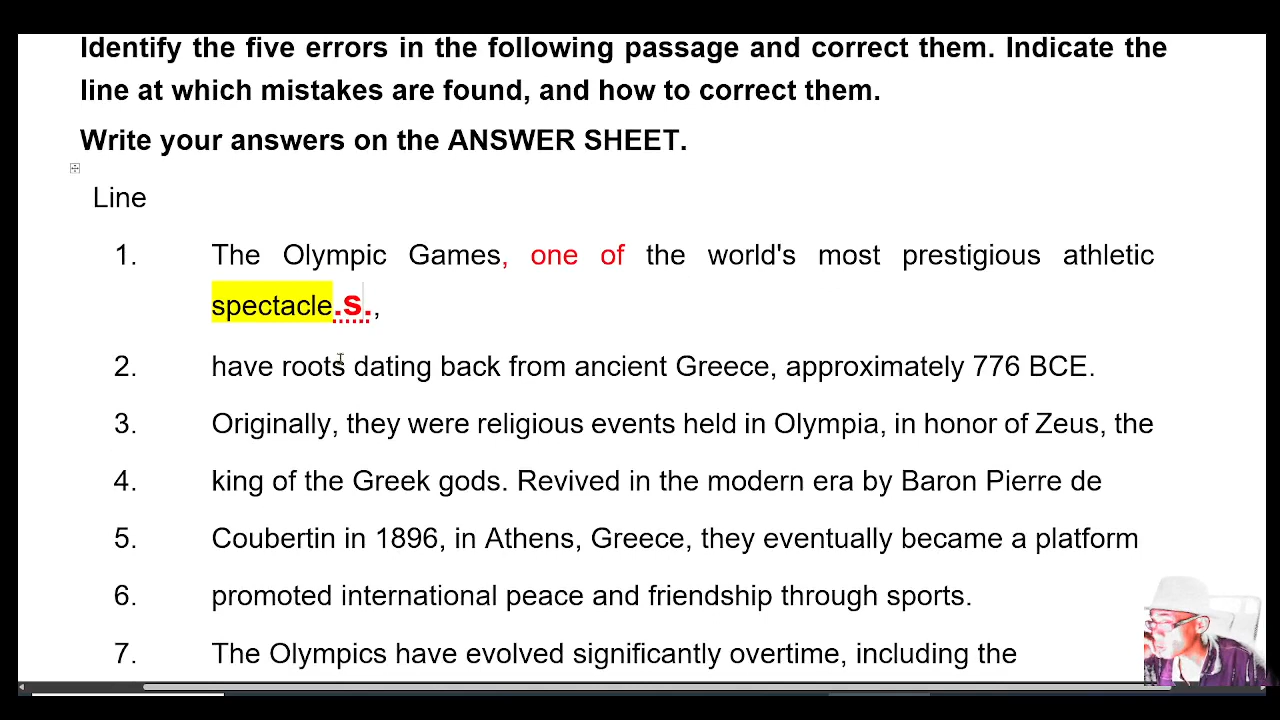 Identify the five errors in the following passage and correct them. Indicate the
line at which mistakes are found, and how to correct them.
Write your answers on the ANSWER SHEET.
Line
1. The Olympic Games, one of the world's most prestigious athletic
spectacle.s.,
2. have roots dating back from ancient Greece, approximately 776 BCE.
3. Originally, they were religious events held in Olympia, in honor of Zeus, the
4. king of the Greek gods. Revived in the modern era by Baron Pierre de
5. Coubertin in 1896, in Athens, Greece, they eventually became a platform
6. promoted international peace and friendship through sports.
7. The Olympics have evolved significantly overtime, including the